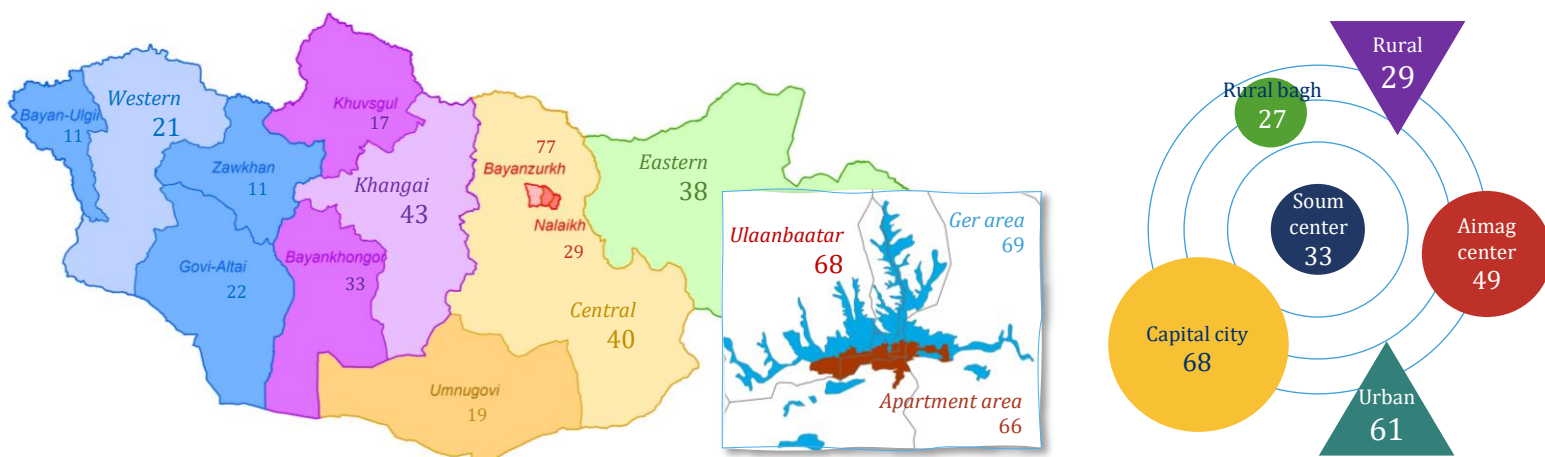 Bayan-Ulgil
11
Western
21
Zawkhan
11
Govi-Altai
22
Khuvsgul
17
Khangai
43
Bayankhongor
33
77
Bayanzurkh
Nalaikh
29
Central
40
Umnugovi
19
Eastern
38
Ulaanbaatar
68
Ger area
69
Apartment area
66
Rural
29
Rural bagh
27
Soum
center
33
Aimag
center
49
Capital city
68
Urban
61